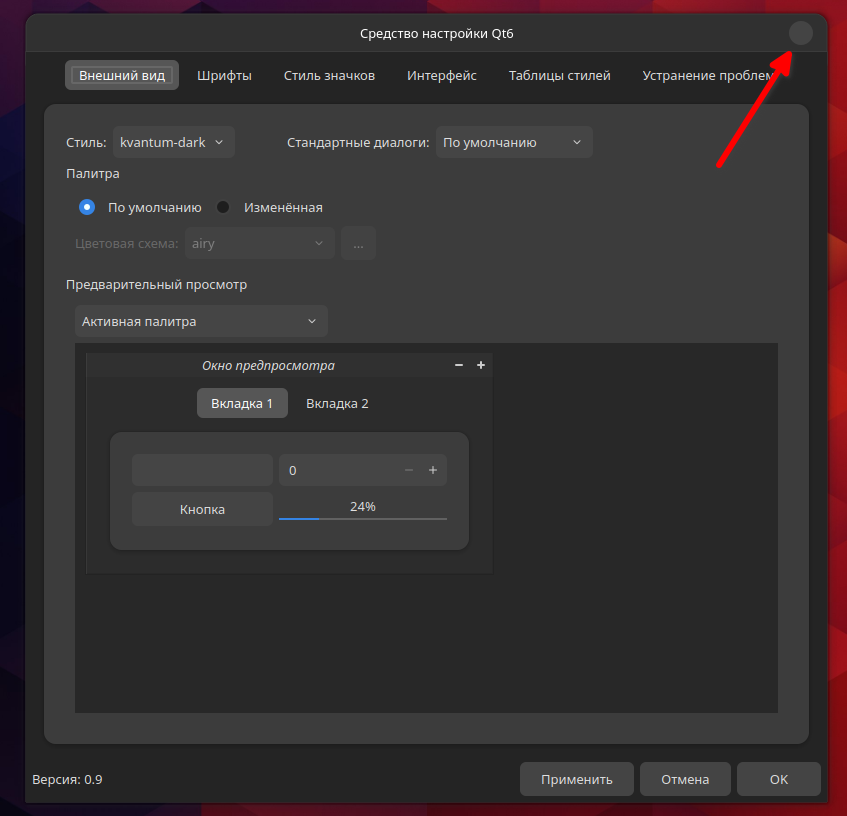 Средство настройки Qt6
Внешний вид Шрифты Стиль значков Интерфейс Таблицы стилей Устранение проблем
Стиль: kvantum-dark Стандартные диалоги: По умолчанию
Палитра
По умолчанию Изменённая
Цветовая схема: airy ...
Предварительный просмотр
Активная палитра
Окно предпросмотра
Вкладка 1 Вкладка 2
0
Кнопка 24%
Версия: 0.9 Применить Отмена OK